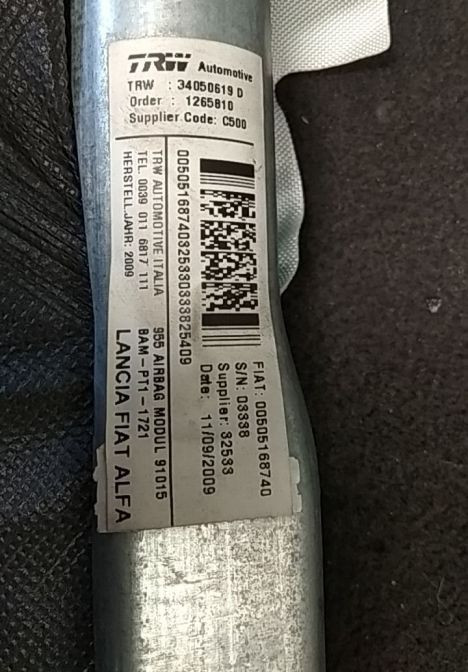 TRW Automotive
TRW : 34050619 D
Order : 1265810
Supplier Code: C500
TRW AUTOMOTIVE ITALIA
TEL. 0039 011 6817 111
HERSTELL.JAHR: 2009
955 AIRBAG MODUL 91015
BAM-PT1-1721
LANCIA FIAT ALFA
00505168740325330333825409
FIAT: 00505168740
S/N: 03338
Supplier: 32533
Date: 11/09/2009